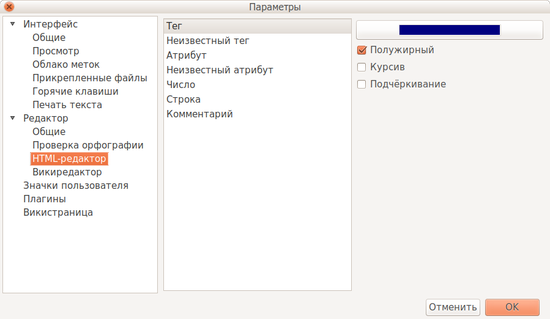 Параметры
Интерфейс
Общие
Просмотр
Облако меток
Прикрепленные файлы
Горячие клавиши
Печать текста
Редактор
Общие
Проверка орфографии
HTML-редактор
Викиредактор
Значки пользователя
Плагины
Викистраница
Тег
Неизвестный тег
Атрибут
Неизвестный атрибут
Число
Строка
Комментарий
Полужирный
Курсив
Подчёркивание
Отменить
OK